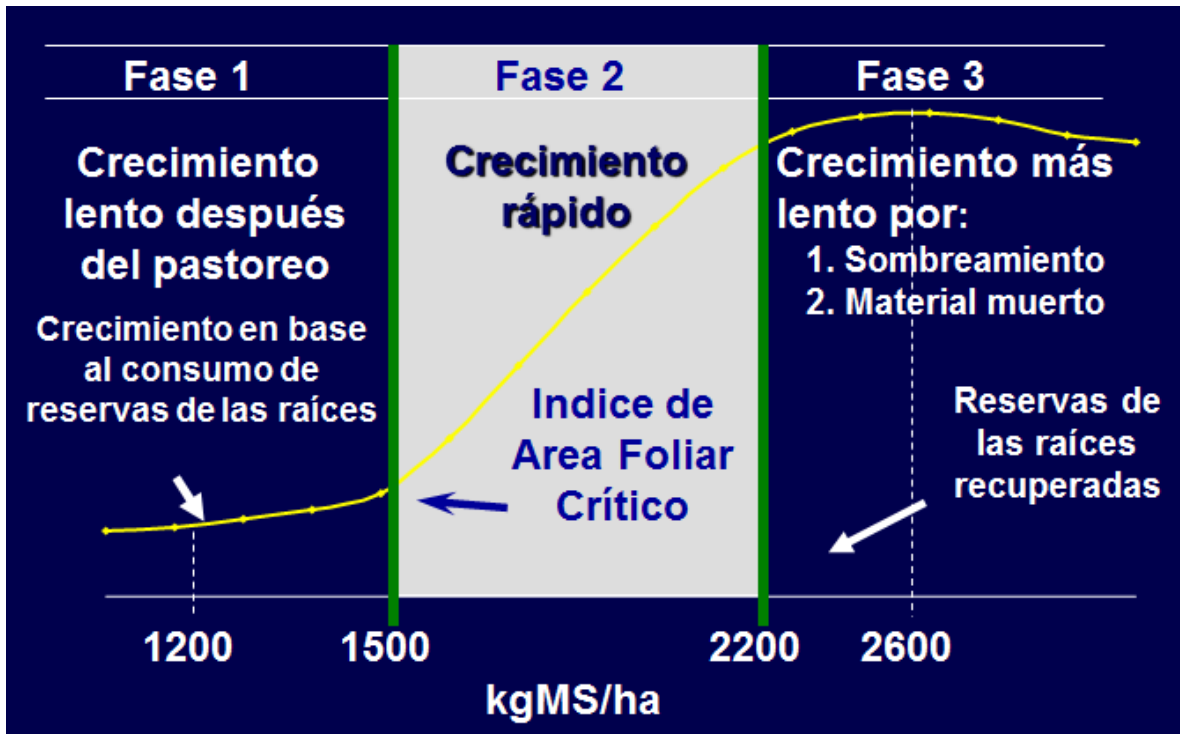 Fase 1
Fase 2
Fase 3
Crecimiento
lento después
del pastoreo
Crecimiento en base
al consumo de
reservas de las raíces
Crecimiento
rápido
Indice de
Area Foliar
Crítico
Crecimiento más
lento por:
1. Sombreamiento
2. Material muerto
Reservas de
las raíces
recuperadas
1200
1500
2200
2600
kgMS/ha